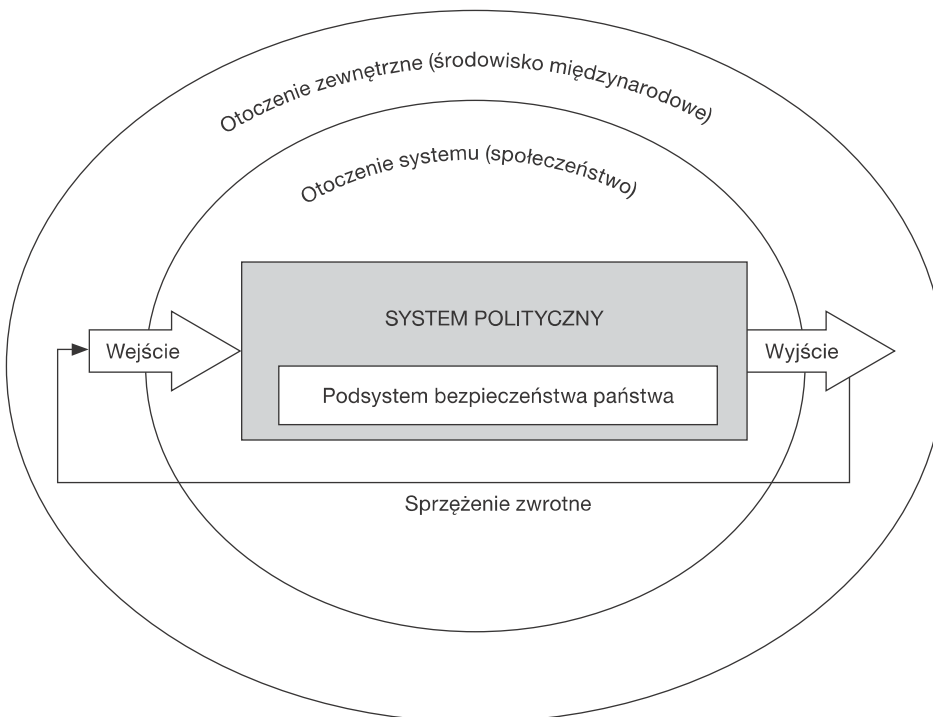 Otoczenie zewnętrzne (środowisko międzynarodowe)
Otoczenie systemu (społeczeństwo)
SYSTEM POLITYCZNY
Wejście
Wyjście
Podsystem bezpieczeństwa państwa
Sprzężenie zwrotne